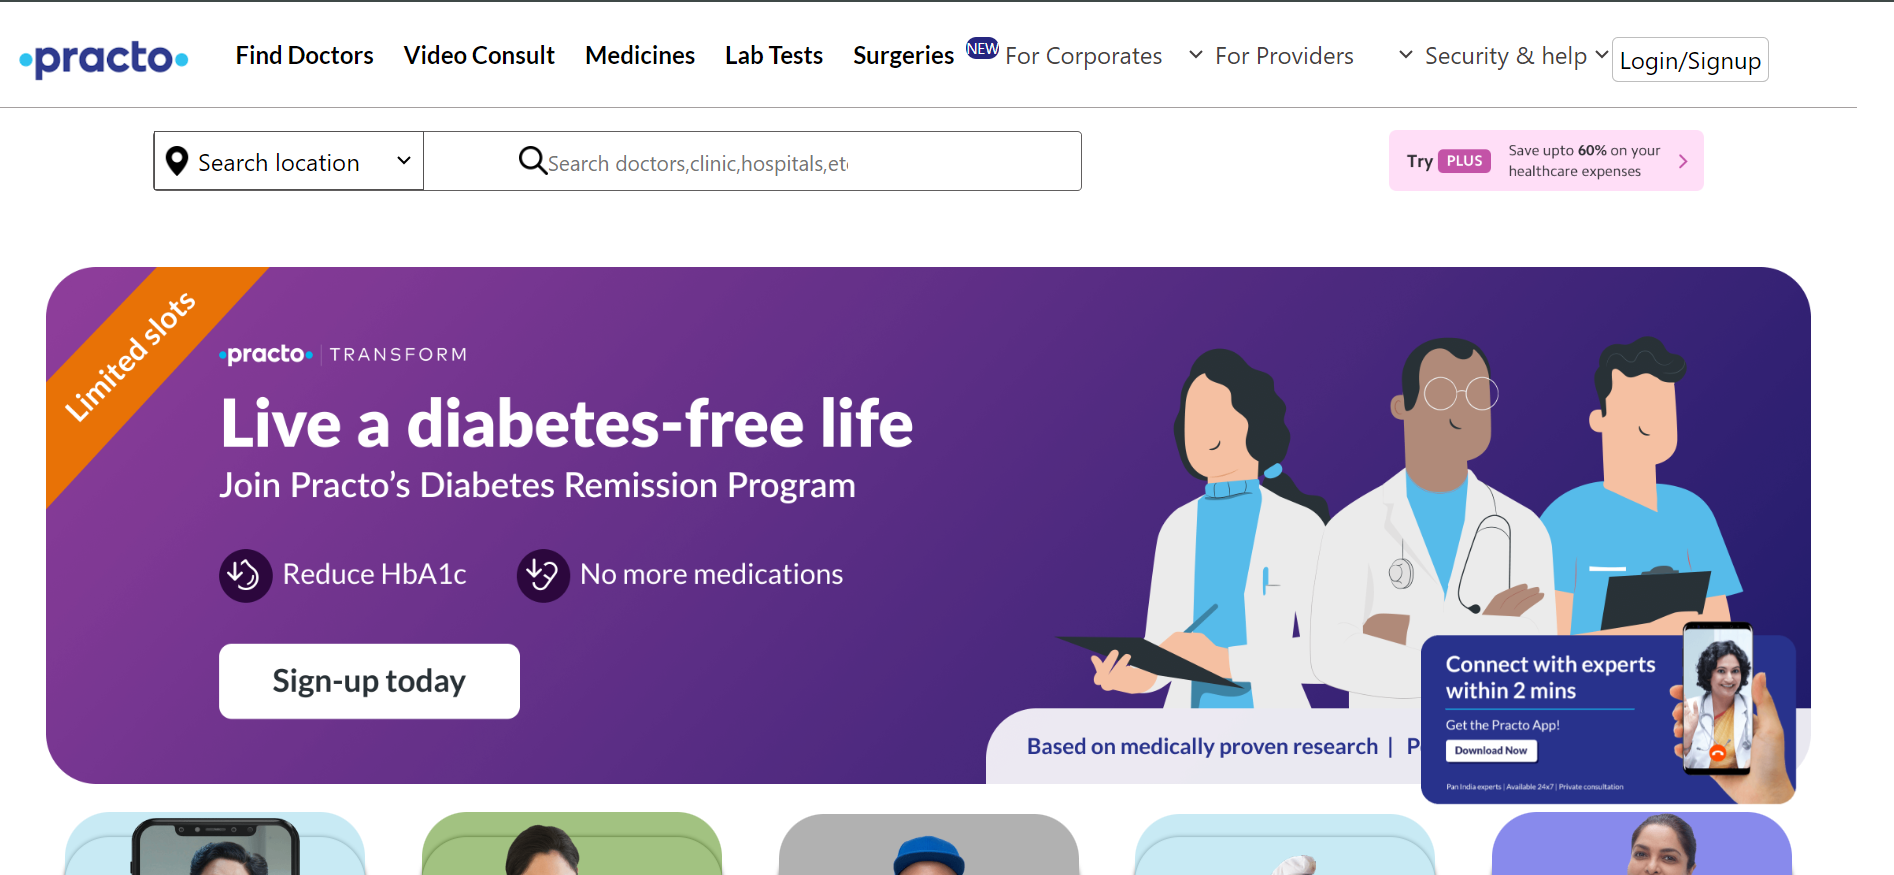 practo
Find Doctors Video Consult Medicines Lab Tests Surgeries NEW For Corporates For Providers Security & help Login/Signup
Search location Search doctors,clinic,hospitals,etc
Try PLUS Save upto 60% on your
healthcare expenses
Limited slots
practo | TRANSFORM
Live a diabetes-free life
Join Practo’s Diabetes Remission Program
Reduce HbA1c No more medications
Sign-up today
Based on medically proven research | P
Connect with experts
within 2 mins
Get the Practo App!
Download Now
Pan India experts | Available 24x7 | Private consultation